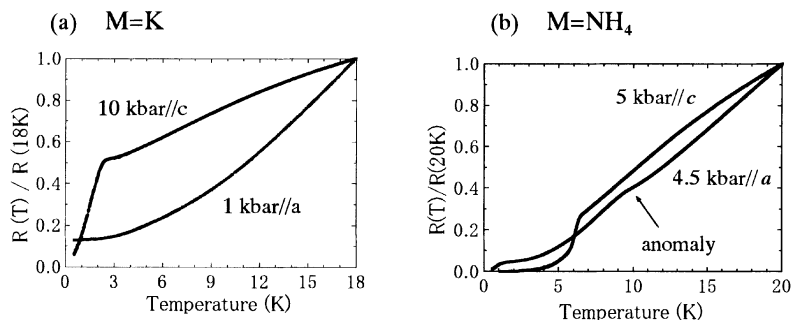 (a) M=K
R(T) / R(18K)
1.0
0.8
0.6
0.4
0.2
0.0
10 kbar//c
1 kbar//a
0 3 6 9 12 15 18
Temperature (K)
(b) M=NH₄
R(T)/R(20K)
1.0
0.8
0.6
0.4
0.2
0.0
5 kbar//c
4.5 kbar//a
anomaly
0 5 10 15 20
Temperature (K)